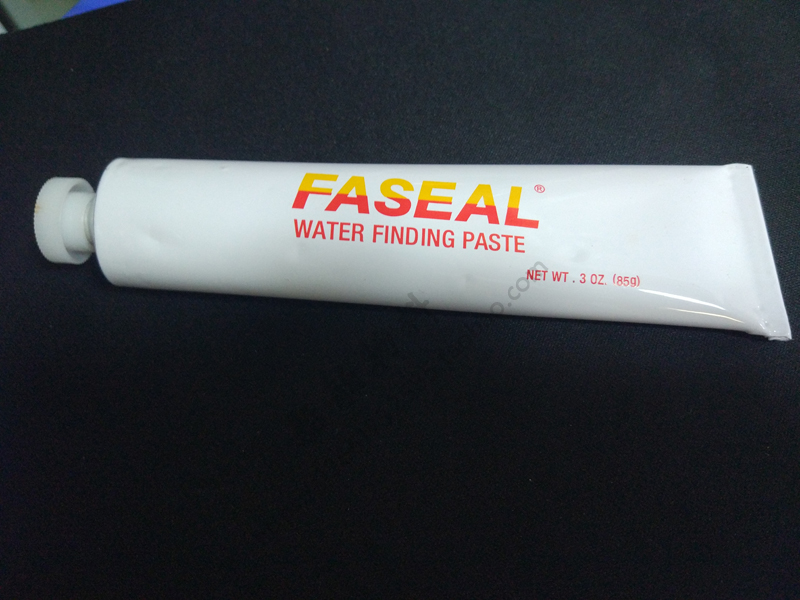 FASEAL®
WATER FINDING PASTE
NET WT . 3 OZ. (85g)